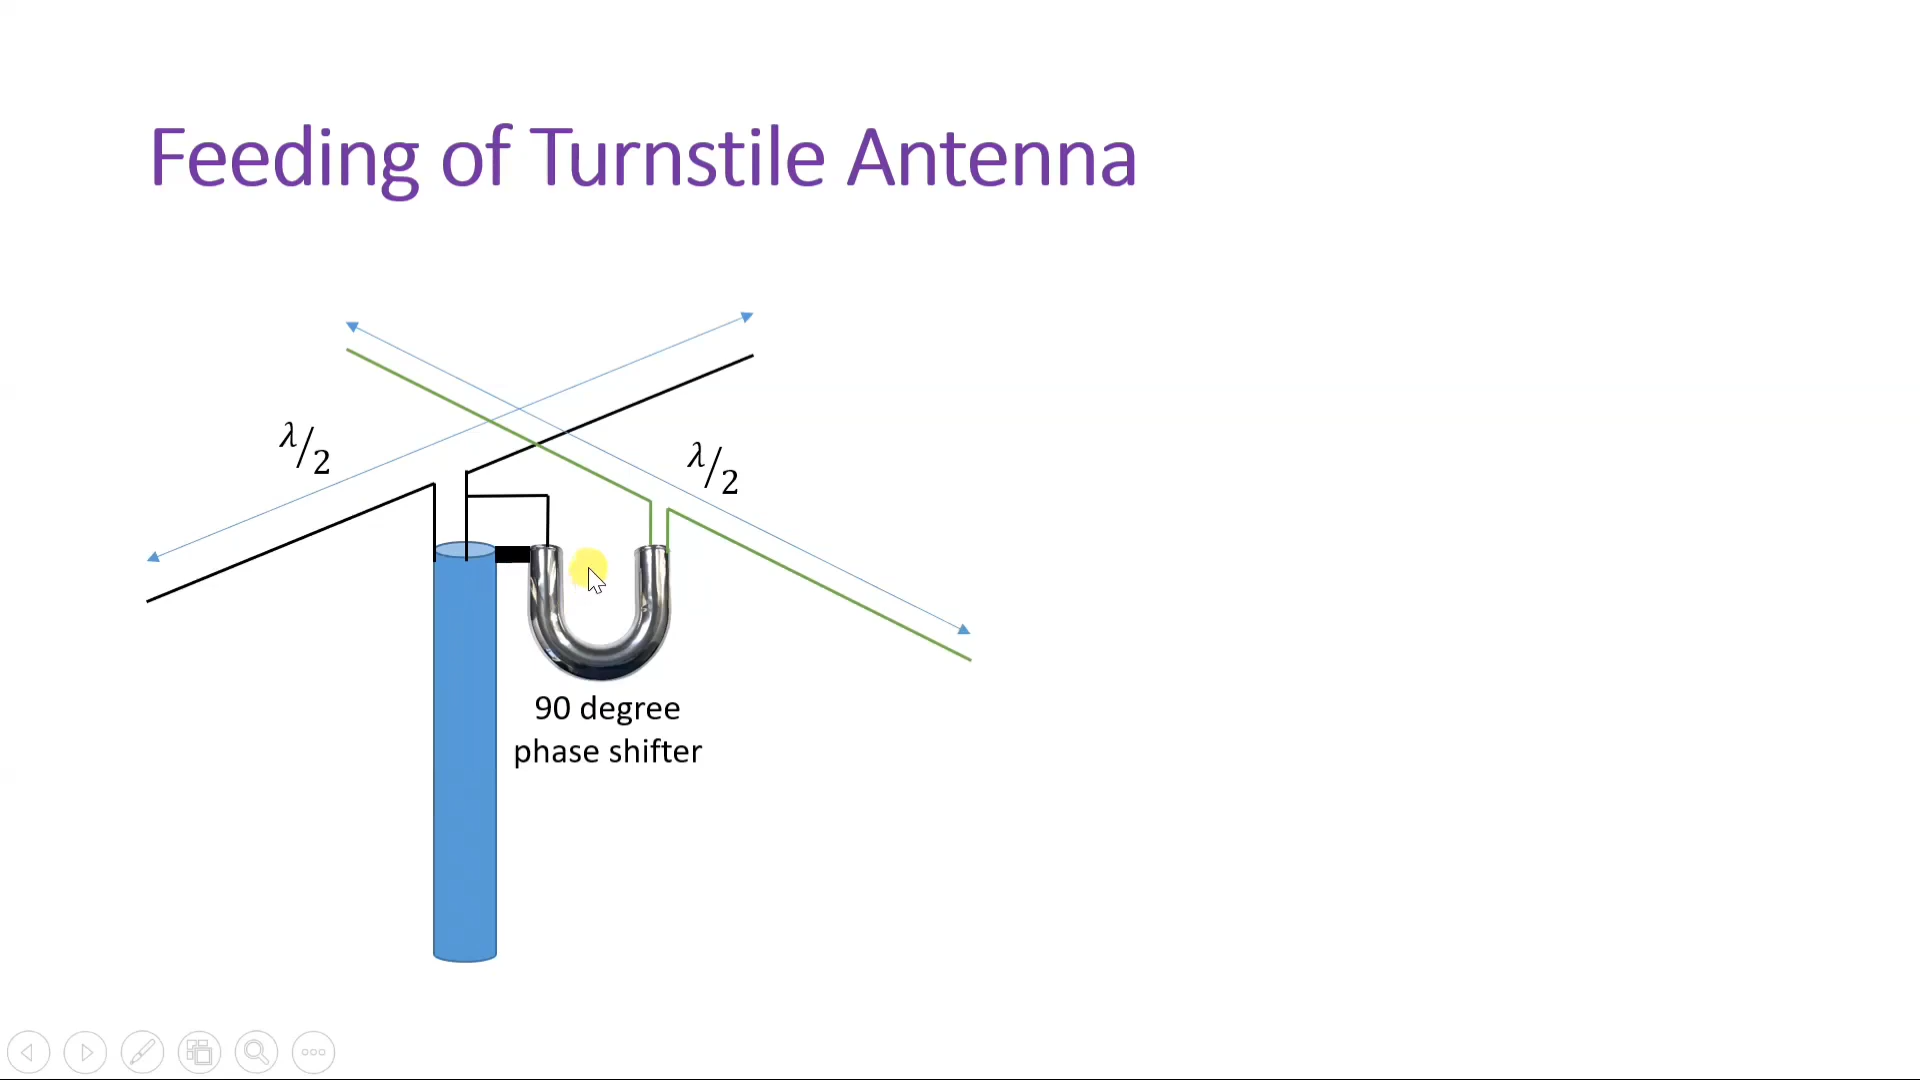 Feeding of Turnstile Antenna
λ/2
λ/2
90 degree
phase shifter